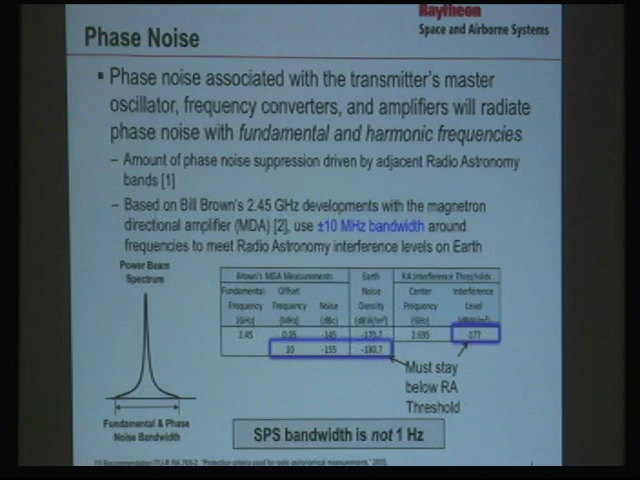 Raytheon
Space and Airborne Systems
Phase Noise
▪ Phase noise associated with the transmitter's master
oscillator, frequency converters, and amplifiers will radiate
phase noise with fundamental and harmonic frequencies
– Amount of phase noise suppression driven by adjacent Radio Astronomy
bands [1]
– Based on Bill Brown's 2.45 GHz developments with the magnetron
directional amplifier (MDA) [2], use ±10 MHz bandwidth around
frequencies to meet Radio Astronomy interference levels on Earth
Power Beam
Spectrum
Brown's MDA Measurements Earth RA Interference Thresholds
Fundamental Offset Noise Center Interference
Frequency Frequency Noise Density Frequency Level
[GHz] [MHz] (dBc) (dBW/m²) (GHz)
2.45 0.05 -145 -170.7 2.695 -177
10 -155 -180.7
Must stay
below RA
Threshold
Fundamental & Phase
Noise Bandwidth
SPS bandwidth is not 1 Hz